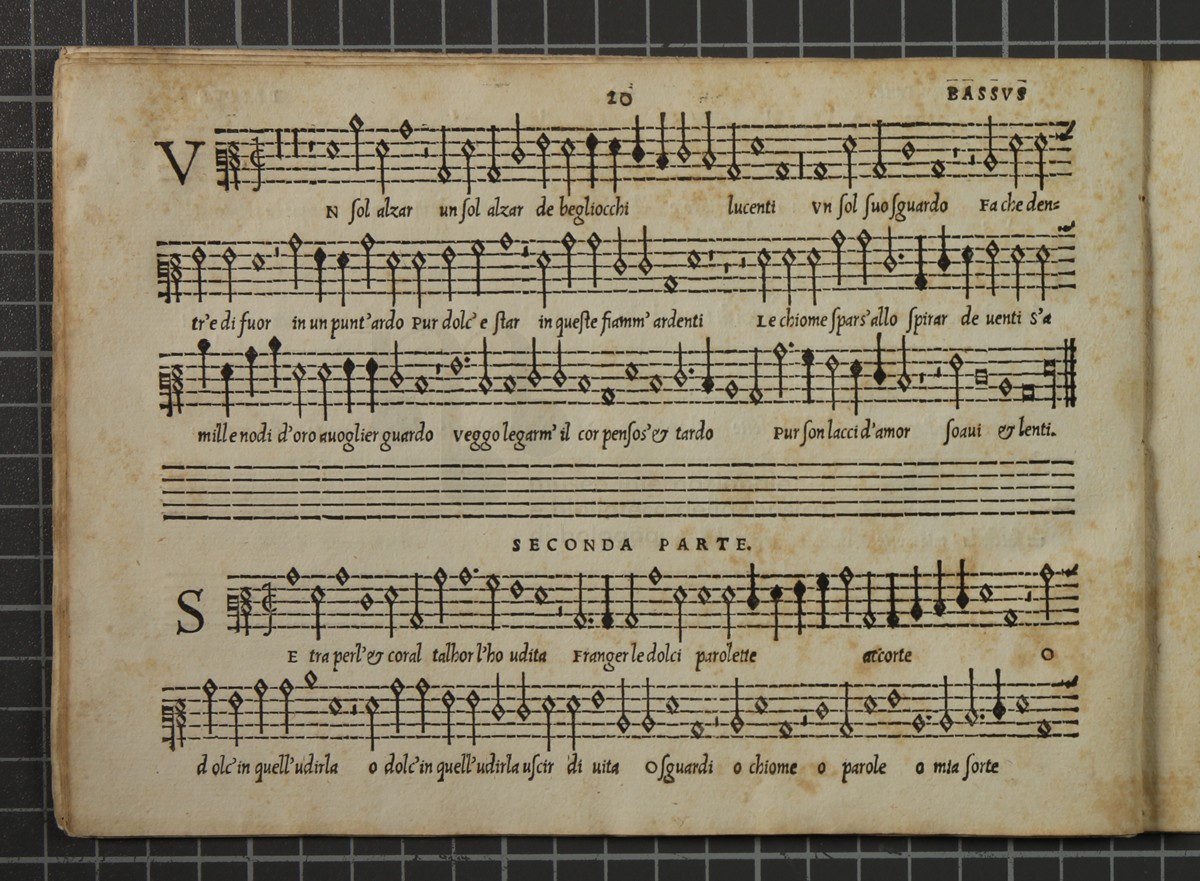 20 BASSVS
VN sol alzar un sol alzar de begliocchi lucenti Vn sol suo sguardo Fa che den=
tr'e di fuor in un punt'ardo Pur dolc'e star in queste fiamm' ardenti Le chiome spars'allo spirar de uenti S'a
mille nodi d'oro auoglier guardo Veggo legarm' il cor pensos'& tardo Pur son lacci d'amor soaui & lenti.
SECONDA PARTE.
SE tra perl'& coral talhor l'ho udita Franger le dolci parolette accorte O
dolc'in quell'udirla o dolc'in quell'udirla uscir di uita O sguardi o chiome o parole o mia sorte